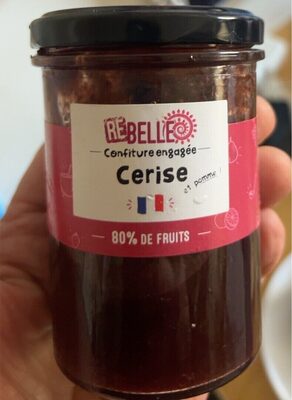 RÉBELLE
Confiture engagée
Cerise
et pomme !
80% DE FRUITS